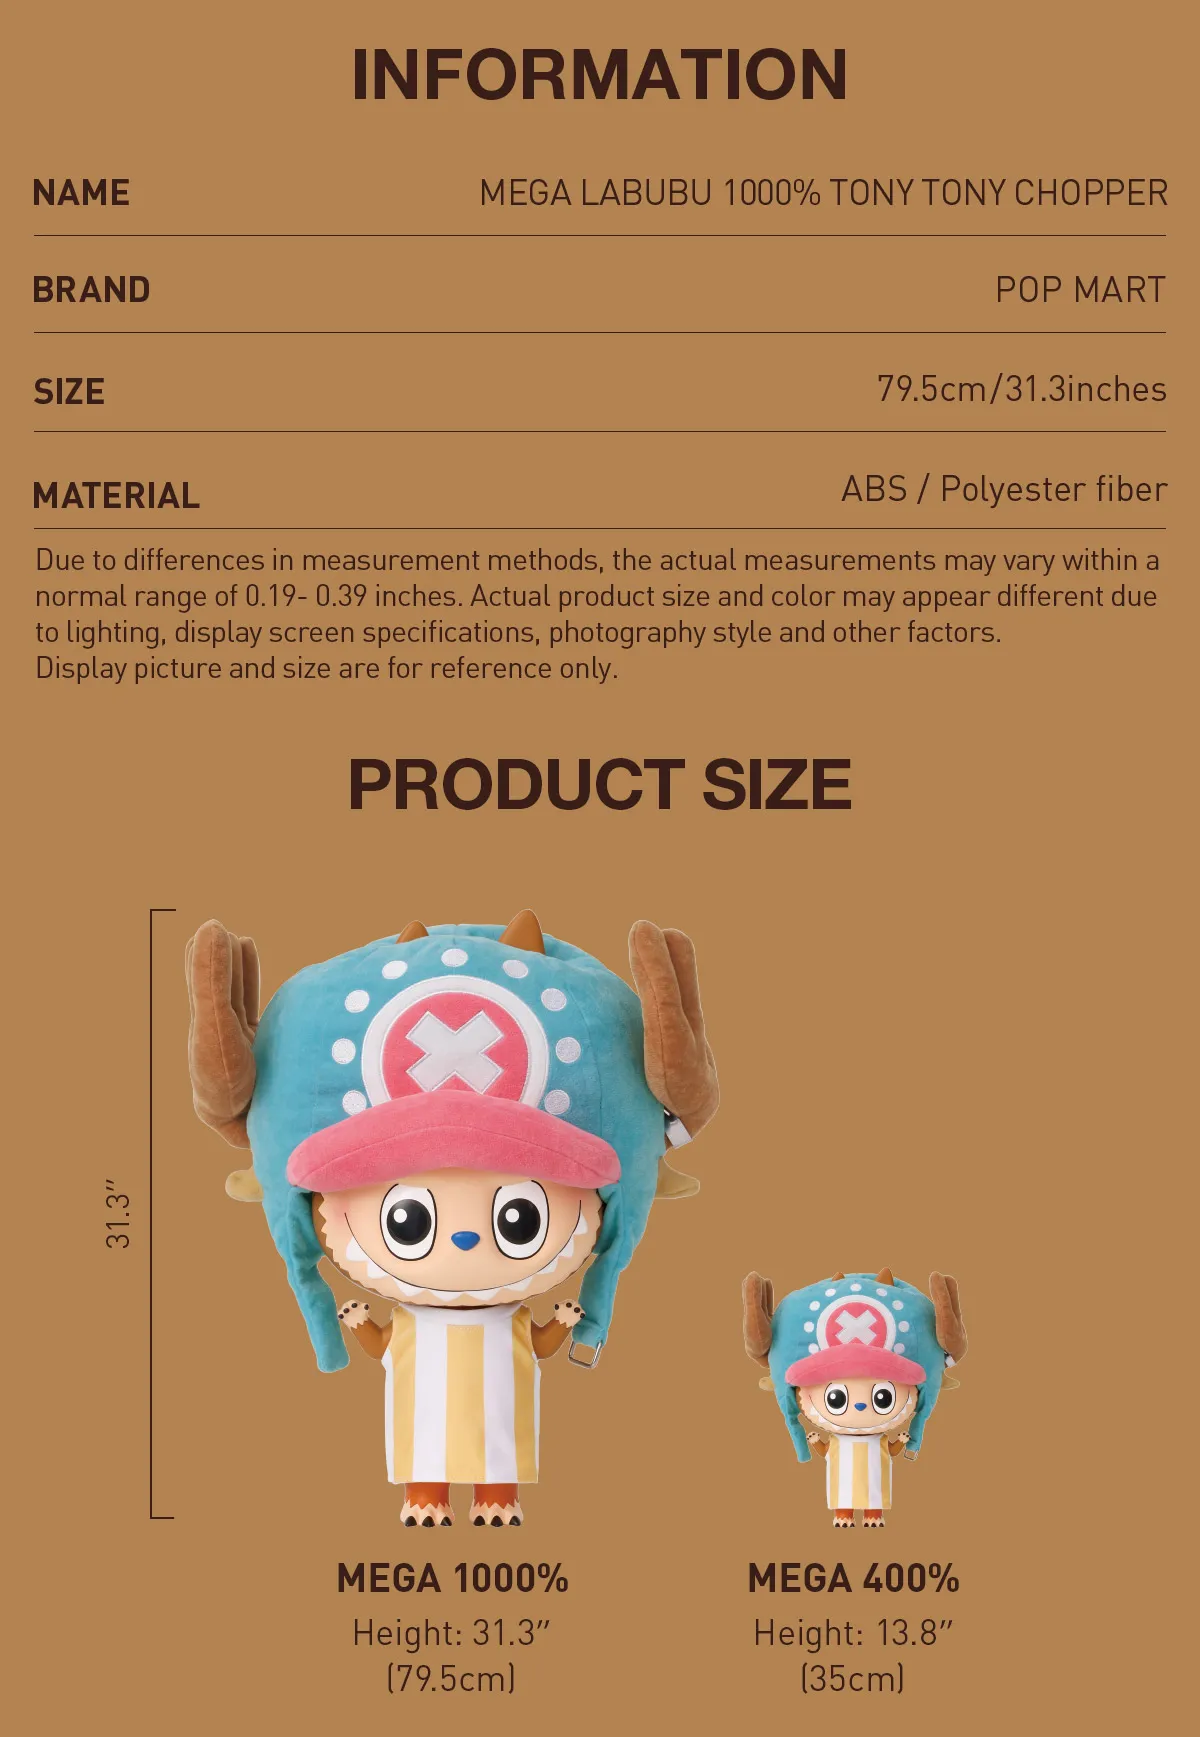 INFORMATION
NAME MEGA LABUBU 1000% TONY TONY CHOPPER
BRAND POP MART
SIZE 79.5cm/31.3inches
MATERIAL ABS / Polyester fiber
Due to differences in measurement methods, the actual measurements may vary within a
normal range of 0.19- 0.39 inches. Actual product size and color may appear different due
to lighting, display screen specifications, photography style and other factors.
Display picture and size are for reference only.
PRODUCT SIZE
31.3″
MEGA 1000% MEGA 400%
Height: 31.3″ Height: 13.8″
(79.5cm) (35cm)